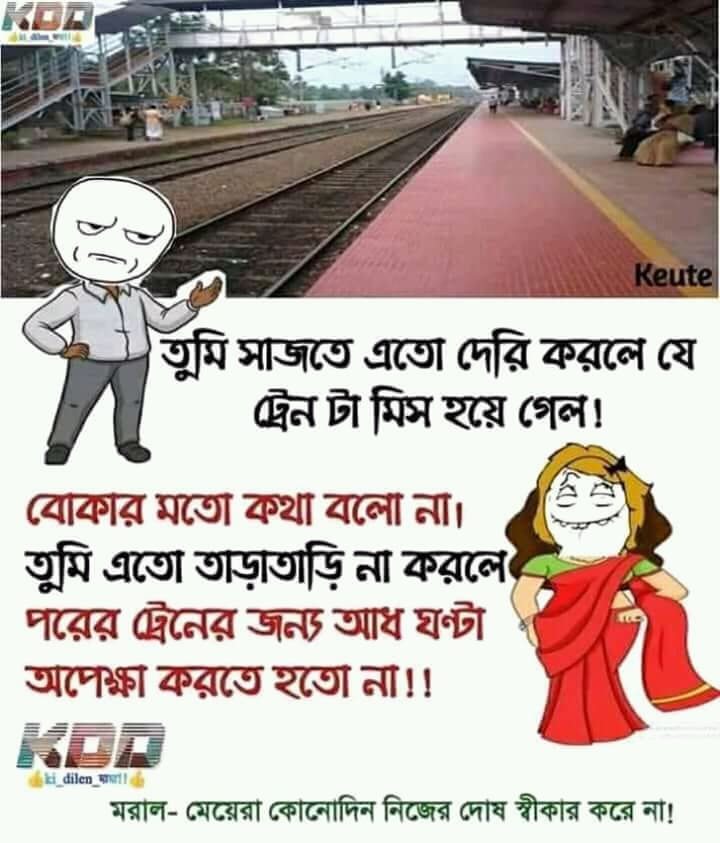 KDD
ki_dilen_দাদা!!
Keute
তুমি সাজতে এতো দেরি করলে যে
ট্রেন টা মিস হয়ে গেল!
বোকার মতো কথা বলো না।
তুমি এতো তাড়াতাড়ি না করলে
পরের ট্রেনের জন্য আধ ঘণ্টা
অপেক্ষা করতে হতো না!!
KDD
ki_dilen_দাদা!!
মরাল- মেয়েরা কোনোদিন নিজের দোষ স্বীকার করে না!